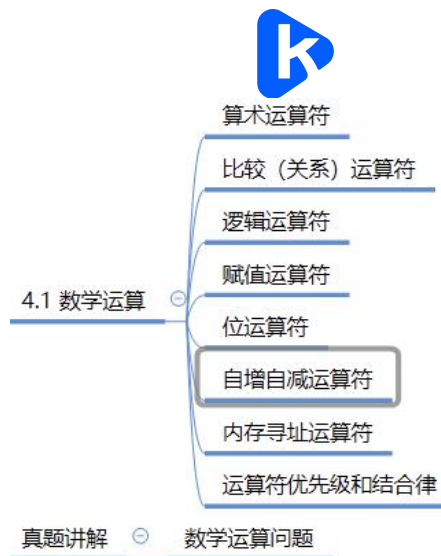 k
算术运算符
比较（关系）运算符
逻辑运算符
赋值运算符
4.1 数学运算
位运算符
自增自减运算符
内存寻址运算符
运算符优先级和结合律
真题讲解
数学运算问题